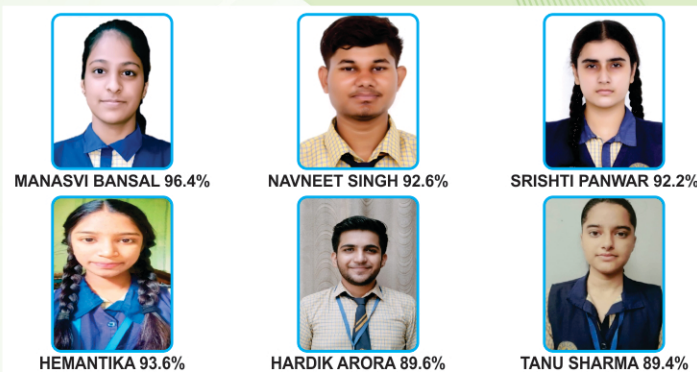 MANASVI BANSAL 96.4%
NAVNEET SINGH 92.6%
SRISHTI PANWAR 92.2%
HEMANTIKA 93.6%
HARDIK ARORA 89.6%
TANU SHARMA 89.4%